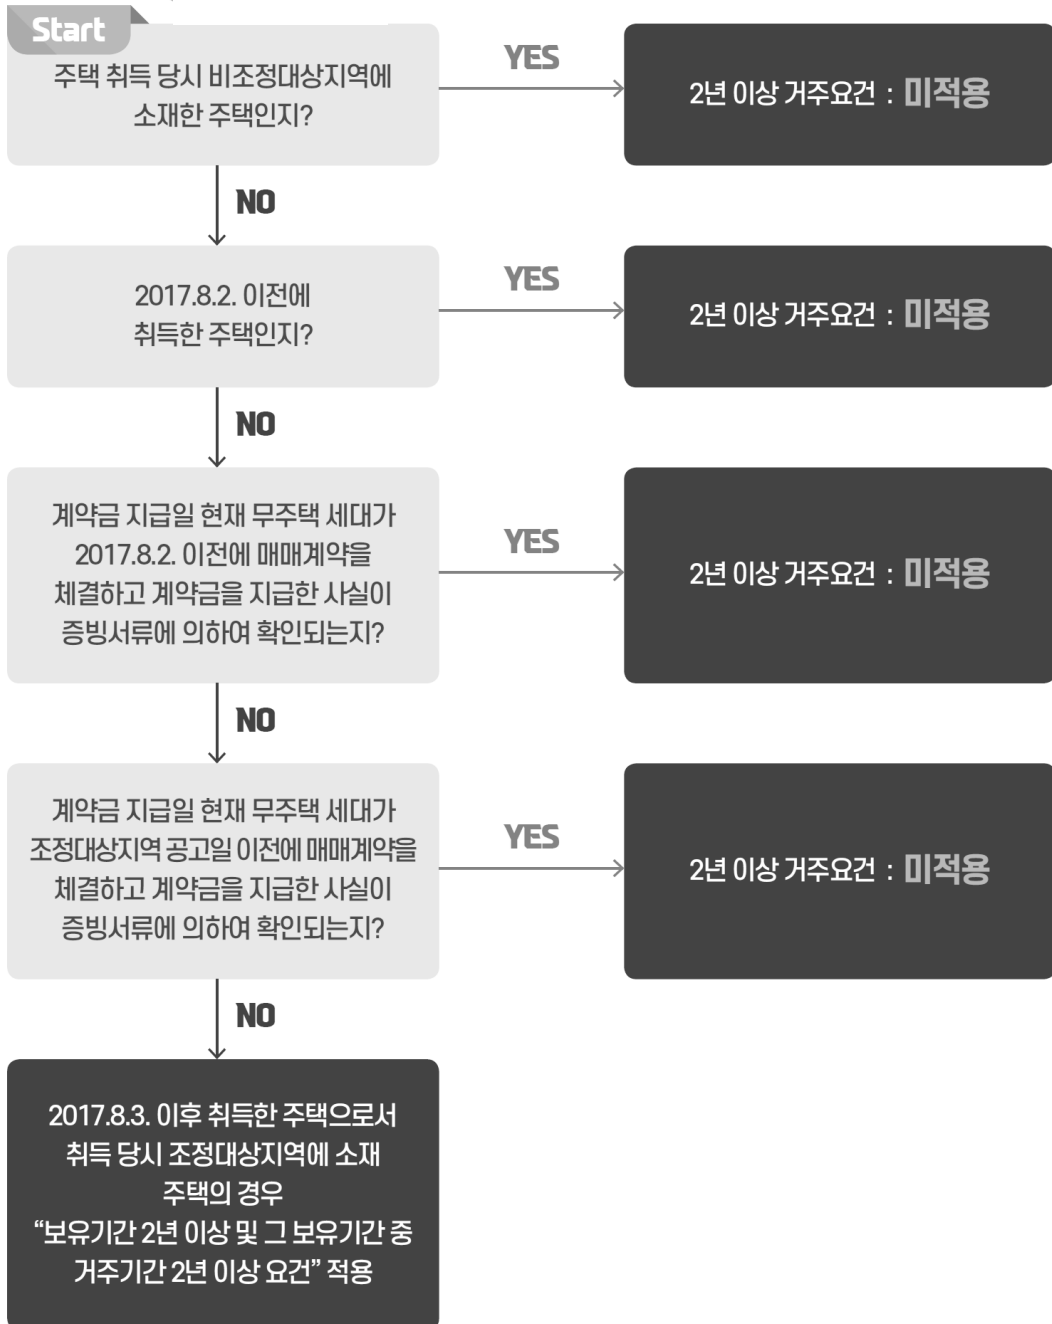 Start
주택 취득 당시 비조정대상지역에
소재한 주택인지?
YES
2년 이상 거주요건 : 미적용
NO
2017.8.2. 이전에
취득한 주택인지?
YES
2년 이상 거주요건 : 미적용
NO
계약금 지급일 현재 무주택 세대가
2017.8.2. 이전에 매매계약을
체결하고 계약금을 지급한 사실이
증빙서류에 의하여 확인되는지?
YES
2년 이상 거주요건 : 미적용
NO
계약금 지급일 현재 무주택 세대가
조정대상지역 공고일 이전에 매매계약을
체결하고 계약금을 지급한 사실이
증빙서류에 의하여 확인되는지?
YES
2년 이상 거주요건 : 미적용
NO
2017.8.3. 이후 취득한 주택으로서
취득 당시 조정대상지역에 소재
주택의 경우
“보유기간 2년 이상 및 그 보유기간 중
거주기간 2년 이상 요건” 적용